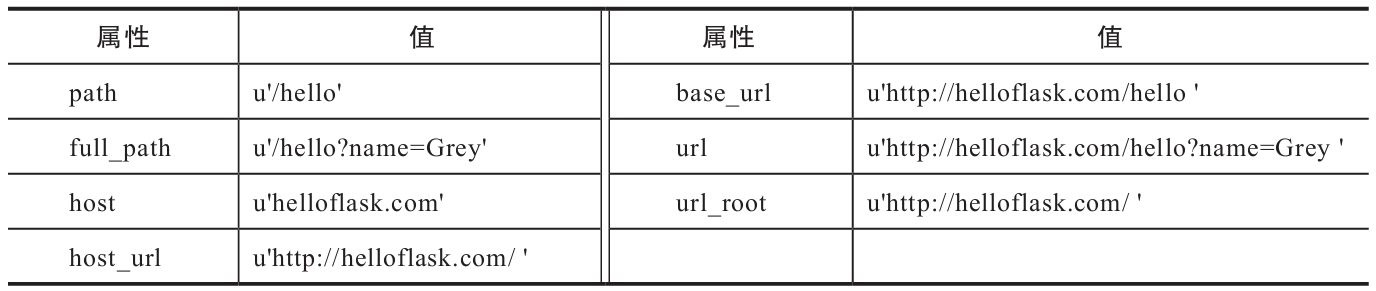 属性 值 属性 值
path u'/hello' base_url u'http://helloflask.com/hello '
full_path u'/hello?name=Grey' url u'http://helloflask.com/hello?name=Grey '
host u'helloflask.com' url_root u'http://helloflask.com/ '
host_url u'http://helloflask.com/ '